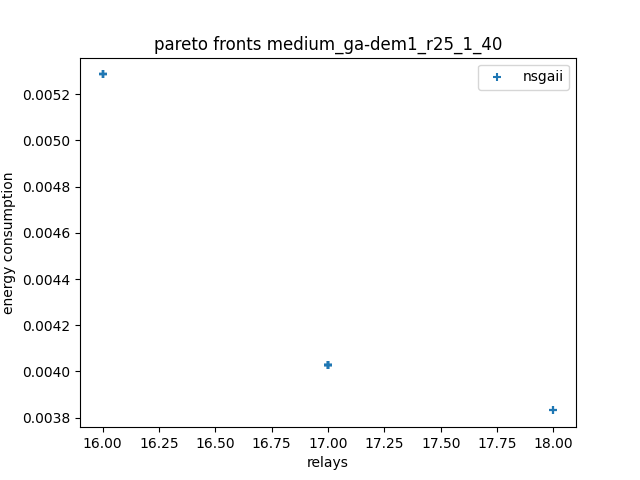 pareto fronts medium_ga-dem1_r25_1_40
nsgaii
0.0052
0.0050
0.0048
0.0046
0.0044
0.0042
0.0040
0.0038
energy consumption
16.00 16.25 16.50 16.75 17.00 17.25 17.50 17.75 18.00
relays